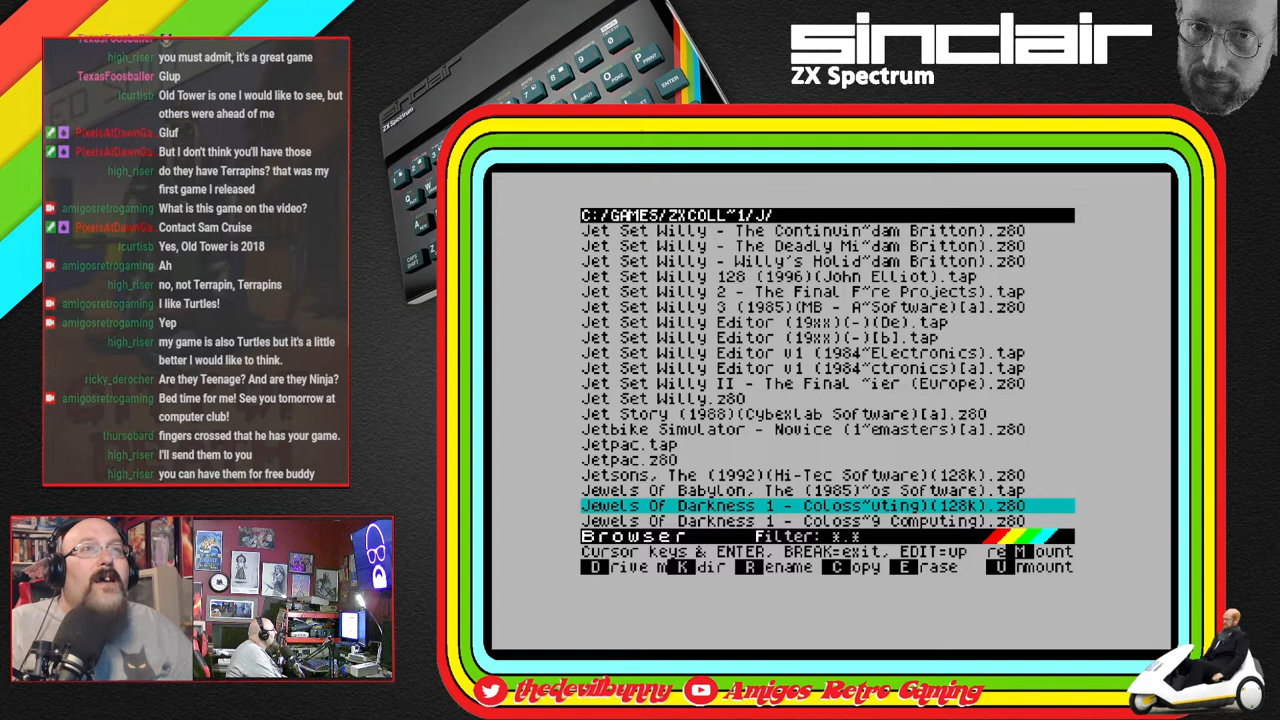 TexasFoosballer
high_riser you must admit, it's a great game
TexasFoosballer Glup
lcurtisb Old Tower is one I would like to see, but
others were ahead of me
PixelsAtDawnGa... Gluf
PixelsAtDawnGa... But I don't think you'll have those
high_riser do they have Terrapins? that was my
first game I released
amigosretrogaming What is this game on the video?
PixelsAtDawnGa... Contact Sam Cruise
lcurtisb Yes, Old Tower is 2018
amigosretrogaming Ah
high_riser no, not Terrapin, Terrapins
amigosretrogaming I like Turtles!
amigosretrogaming Yep
high_riser my game is also Turtles but it's a little
better I would like to think.
ricky_derocher Are they Teenage? And are they Ninja?
amigosretrogaming Bed time for me! See you tomorrow at
computer club!
thursobard fingers crossed that he has your game.
high_riser I'll send them to you
high_riser you can have them for free buddy
sinclair
ZX Spectrum
C:/GAMES/ZXCOLL~1/J/
Jet Set Willy - The Continuin~dam Britton).z80
Jet Set Willy - The Deadly Mi~dam Britton).z80
Jet Set Willy - Willy's Holid~dam Britton).z80
Jet Set Willy 128 (1996)(John Elliot).tap
Jet Set Willy 2 - The Final F~re Projects).tap
Jet Set Willy 3 (1985)(MB - A~Software)[a].z80
Jet Set Willy Editor (19xx)(-)(De).tap
Jet Set Willy Editor (19xx)(-)[b].tap
Jet Set Willy Editor v1 (1984~Electronics).tap
Jet Set Willy Editor v1 (1984~ctronics)[a].tap
Jet Set Willy II - The Final ~ier (Europe).z80
Jet Set Willy.z80
Jet Story (1988)(Cybexlab Software)[a].z80
Jetbike Simulator - Novice (1~emasters)[a].z80
Jetpac.tap
Jetpac.z80
Jetsons, The (1992)(Hi-Tec Software)(128k).z80
Jewels Of Babylon, The (1985)~os Software).tap
Jewels Of Darkness 1 - Coloss~uting)(128k).z80
Jewels Of Darkness 1 - Coloss~9 Computing).z80
Browser Filter: *.*
Cursor keys & ENTER, BREAK=exit, EDIT=up reMount
Drive mKdir Rename Copy Erase Unmount
thedevilbunny Amigos Retro Gaming